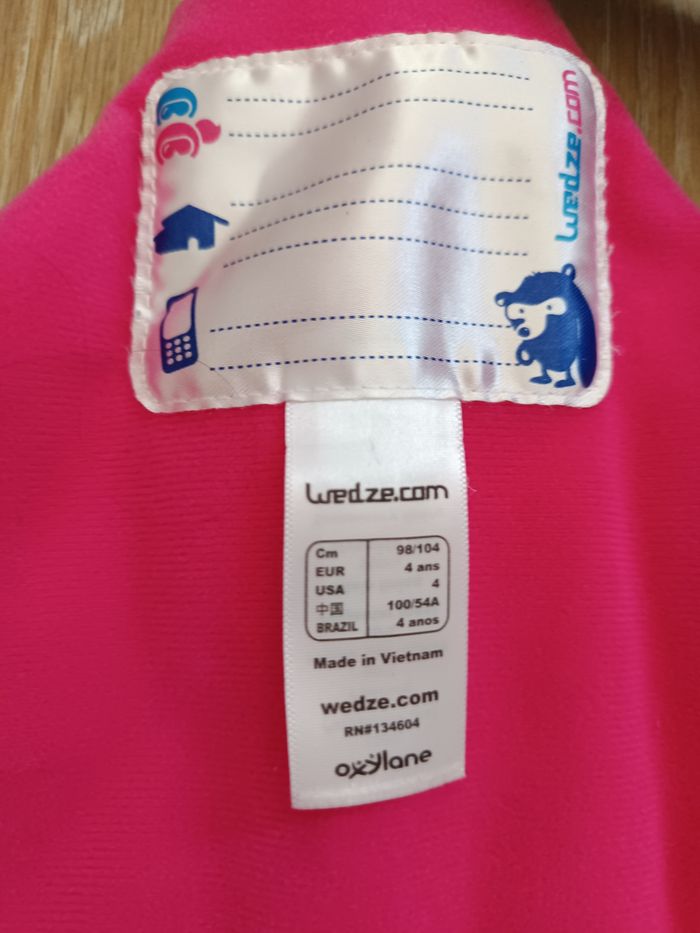 wedze.com
wedze.com
Cm 98/104
EUR 4 ans
USA 4
中国 100/54A
BRAZIL 4 anos
Made in Vietnam
wedze.com
RN#134604
oxylane